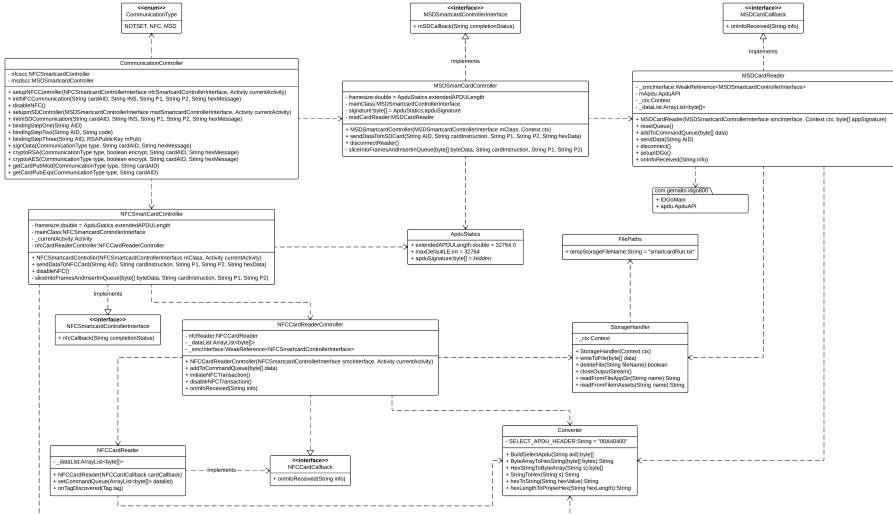 <<enum>>
CommunicationType
NOTSET, NFC, MSD
<<interface>>
MSDSmartcardControllerInterface
+ mSDCallback(String completionStatus)
<<interface>>
MSDCallback
+ onInfoReceived(String info)
Implements
Implements
CommunicationController
- nfcscc:NFCSmartcardController
- msdscc:MSDSmartcardController
+ setupNFCController(NFCSmartcardControllerInterface nfcSmartcardControllerInterface, Activity currentActivity)
+ initNFCCommunication(String cardAID, String INS, String P1, String P2, String hexMessage)
+ disableNFC()
+ setupmSDController(MSDSmartcardControllerInterface msdSmartcardControllerInterface, Activity currentActivity)
+ initmSDCommunication(String cardAID, String INS, String P1, String P2, String hexMessage)
+ bindingStepOne(String AID)
+ bindingStepTwo(String AID, String code)
+ bindingStepThree(String AID, RSAPublicKey mPub)
+ signData(CommunicationType type, String cardAID, String hexMessage)
+ cryptoRSA(CommunicationType type, boolean encrypt, String cardAID, String hexMessage)
+ cryptoAES(CommunicationType type, boolean encrypt, String cardAID, String hexMessage)
+ getCardPubMod(CommunicationType type, String cardAID)
+ getCardPubExp(CommunicationType type, String cardAID)
MSDSmartcardController
- framesize:double = ApduStatics.extendedAPDULength
- mainClass:MSDSmartcardControllerInterface
- signature:byte[] = ApduStatics.apduSignature
- msdCardReader:MSDCardReader
+ MSDSmartcardController(MSDSmartcardControllerInterface mClass, Context ctx)
+ sendDataTomSDCard(String AID, String cardInstruction, String P1, String P2, String hexData)
+ disconnectReader()
- sliceIntoFramesAndInsertInQueue(byte[] byteData, String cardInstruction, String P1, String P2)
MSDCardReader
- _smcInterface:WeakReference<MSDSmartcardControllerInterface>
- mApdu:ApduAPI
- _ctx:Context
- _dataList:ArrayList<byte[]>
+ MSDCardReader(MSDSmartcardControllerInterface smcInterface, Context ctx, byte[] appSignature)
+ resetQueue()
+ addToCommandQueue(byte[] data)
+ sendData(String AID)
+ disconnect()
+ setupIDGo()
+ onInfoReceived(String info)
com.gemalto.idgo800
+ IDGoMain
+ apdu.ApduAPI
NFCSmartCardController
- framesize:double = ApduStatics.extendedAPDULength
- mainClass:NFCSmartcardControllerInterface
- _currentActivity:Activity
- nfcCardReaderController:NFCCardReaderController
+ NFCSmartcardController(NFCSmartcardControllerInterface mClass, Activity currentActivity)
+ sendDataToNFCCard(String AID, String cardInstruction, String P1, String P2, String hexData)
+ disableNFC()
- sliceIntoFramesAndInsertInQueue(byte[] byteData, String cardInstruction, String P1, String P2)
ApduStatics
+ extendedAPDULength:double = 32764.0
+ maxDefaultLE:int = 32764
+ apduSignature:byte[] = Hidden
FilePaths
+ tempStorageFileName:String = "smartcardRun.txt"
Implements
<<interface>>
NFCSmartcardControllerInterface
+ nfcCallback(String completionStatus)
NFCCardReaderController
- nfcReader:NFCCardReader
- _dataList:ArrayList<byte[]>
- _smcInterface:WeakReference<NFCSmartcardControllerInterface>
+ NFCCardReaderController(NFCSmartcardControllerInterface smcInterface, Activity currentActivity)
+ addToCommandQueue(byte[] data)
+ initiateNFCTransaction()
+ disableNFCTransaction()
+ onInfoReceived(String info)
StorageHandler
- _ctx:Context
+ StorageHandler(Context ctx)
+ writeToFile(byte[] data)
+ deleteFile(String fileName):boolean
+ closeOutputStream()
+ readFromFileAppDir(String name):String
+ readFromFileInAssets(String name):String
Converter
- SELECT_APDU_HEADER:String = "00A40400"
+ BuildSelectApdu(String aid):byte[]
+ ByteArrayToHexString(byte[] bytes):String
+ HexStringToByteArray(String s):byte[]
+ StringToHex(String s):String
+ hexToString(String hexValue):String
+ hexLengthToProperHex(String hexLength):String
NFCCardReader
- _dataList:ArrayList<byte[]>
+ NFCCardReader(NFCCardCallback cardCallback)
+ setCommandQueue(ArrayList<byte[]> datalist)
+ onTagDiscovered(Tag tag)
Implements
<<interface>>
NFCCardCallback
+ onInfoReceived(String info)